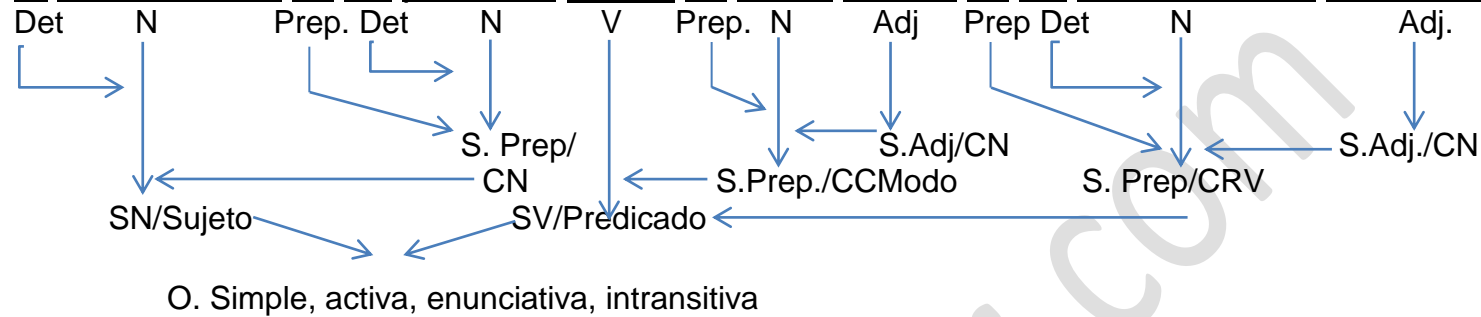 Det N Prep. Det N V Prep. N Adj Prep Det N Adj.
S. Prep/ S.Adj/CN S.Adj./CN
CN S.Prep./CCModo S. Prep/CRV
SN/Sujeto SV/Predicado
O. Simple, activa, enunciativa, intransitiva
.com